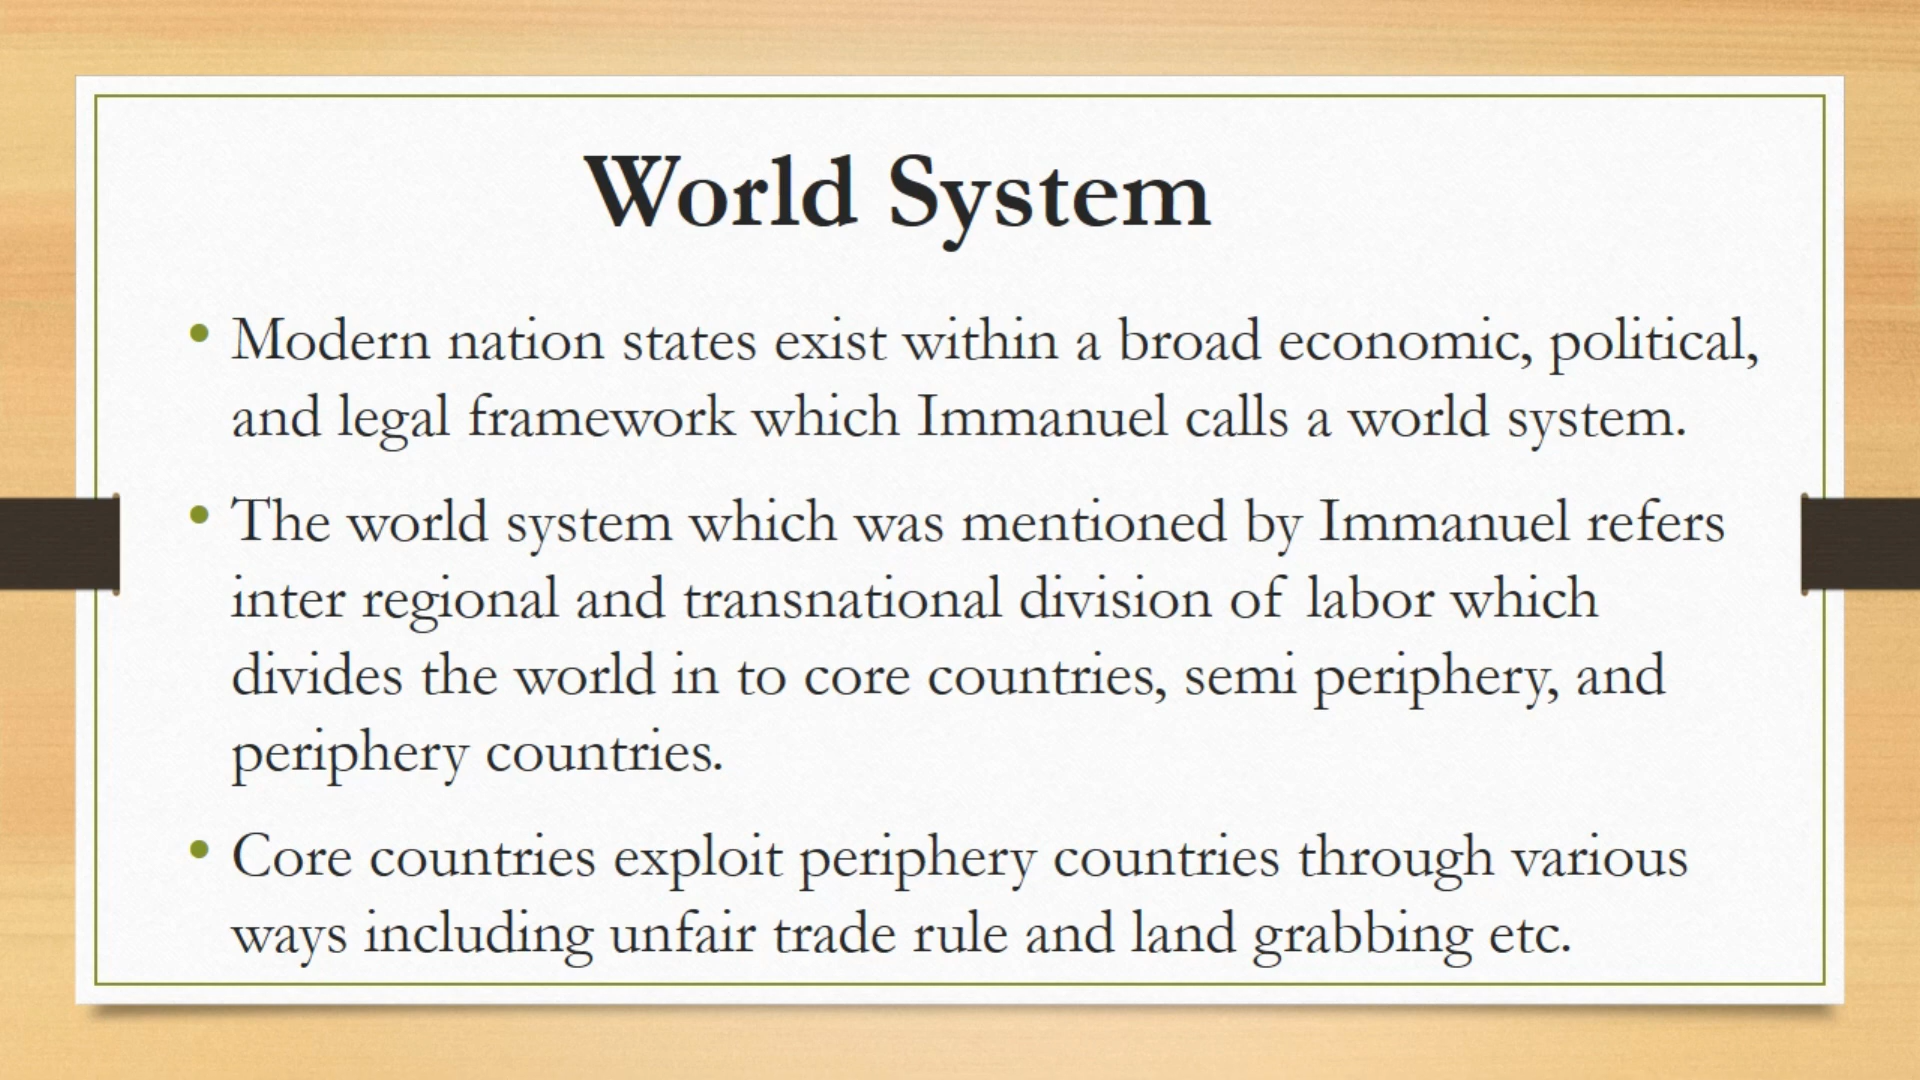 World System
• Modern nation states exist within a broad economic, political,
and legal framework which Immanuel calls a world system.
• The world system which was mentioned by Immanuel refers
inter regional and transnational division of labor which
divides the world in to core countries, semi periphery, and
periphery countries.
• Core countries exploit periphery countries through various
ways including unfair trade rule and land grabbing etc.